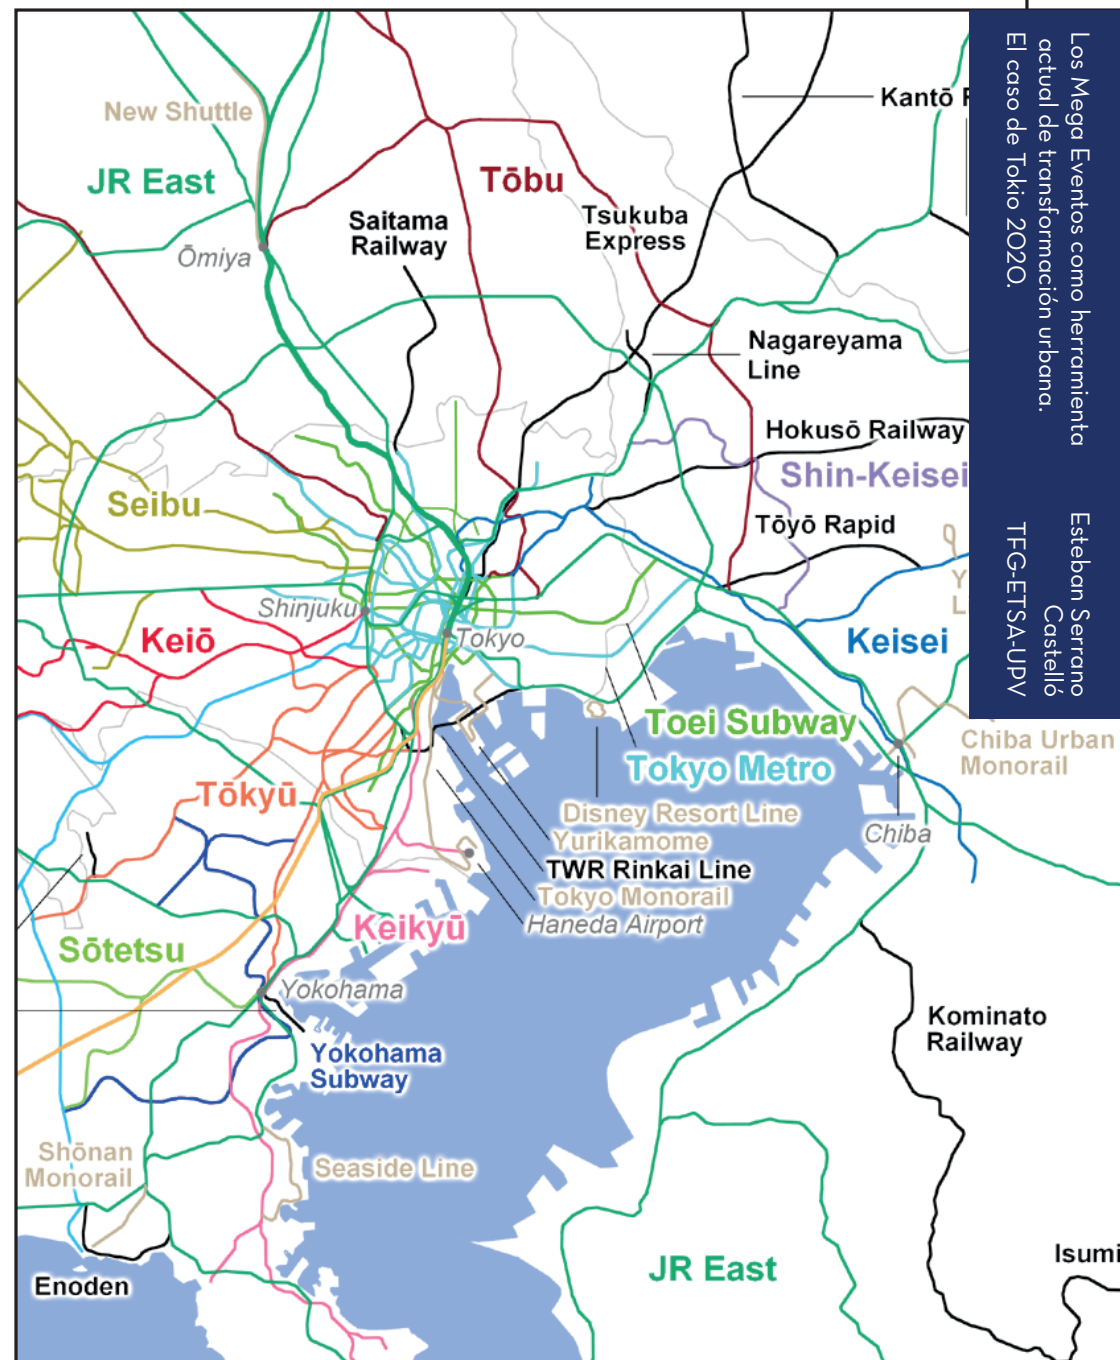 New Shuttle
JR East
Ōmiya
Saitama
Railway
Tōbu
Tsukuba
Express
Kantō
Nagareyama
Line
Hokusō Railway
Shin-Keisei
Tōyō Rapid
Seibu
Shinjuku
Tokyo
Keiō
Keisei
Y
L
Toei Subway
Tokyo Metro
Chiba Urban
Monorail
Tōkyū
Disney Resort Line
Yurikamome
TWR Rinkai Line
Tokyo Monorail
Haneda Airport
Chiba
Keikyū
Sōtetsu
Yokohama
Yokohama
Subway
Kominato
Railway
Shōnan
Monorail
Seaside Line
Enoden
JR East
Isumi
Los Mega Eventos como herramienta
actual de transformación urbana.
El caso de Tokio 2020.
Esteban Serrano
Castelló
TFG-ETSA-UPV